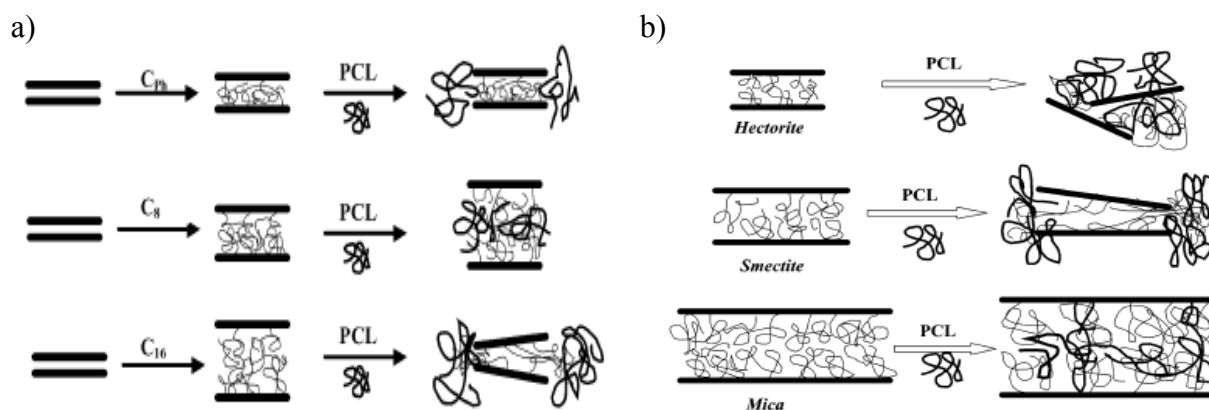 a)
C_Ph PCL
C_8 PCL
C_16 PCL
b)
PCL
Hectorite
PCL
Smectite
PCL
Mica